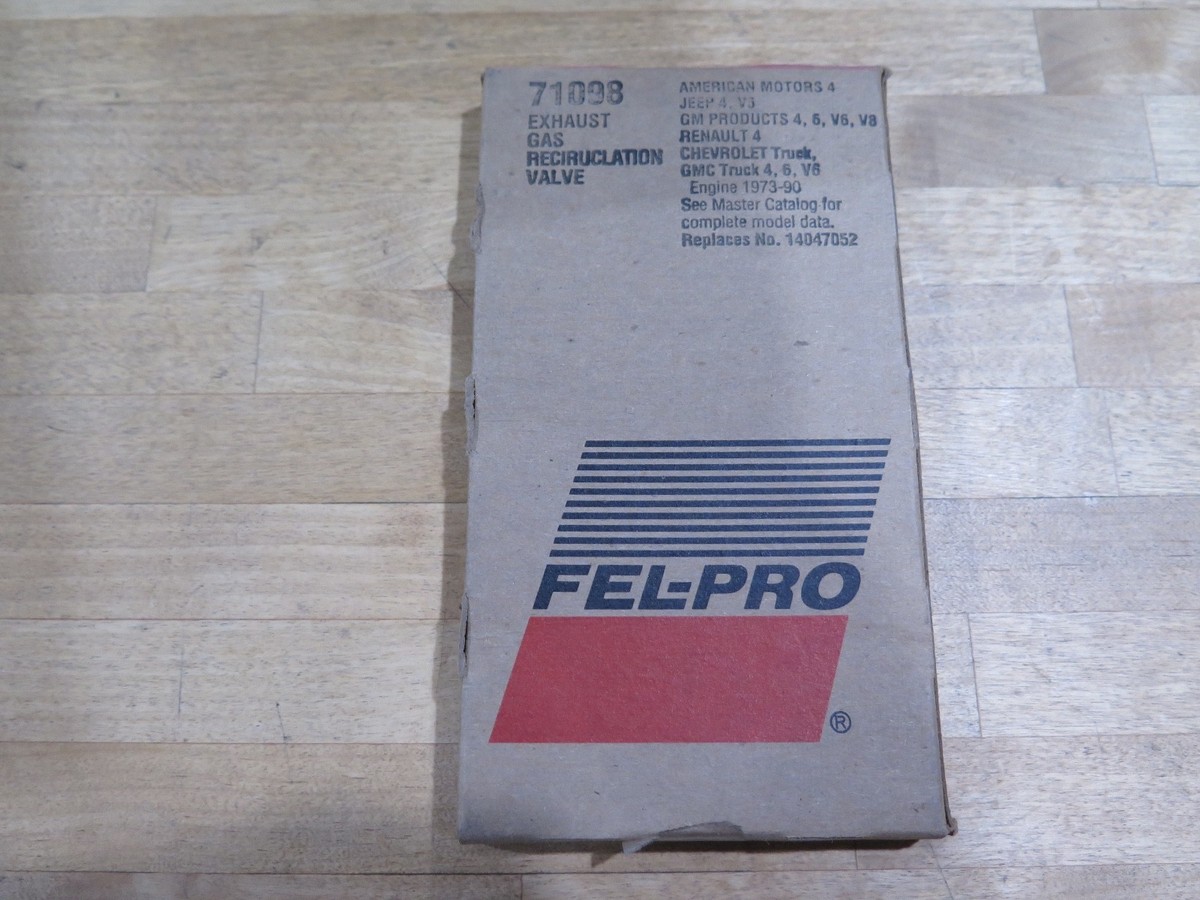 71098
EXHAUST
GAS
RECIRUCLATION
VALVE
AMERICAN MOTORS 4
JEEP 4, V6
GM PRODUCTS 4, 6, V6, V8
RENAULT 4
CHEVROLET Truck,
GMC Truck 4, 6, V6
Engine 1973-90
See Master Catalog for
complete model data.
Replaces No. 14047052
FEL-PRO
®